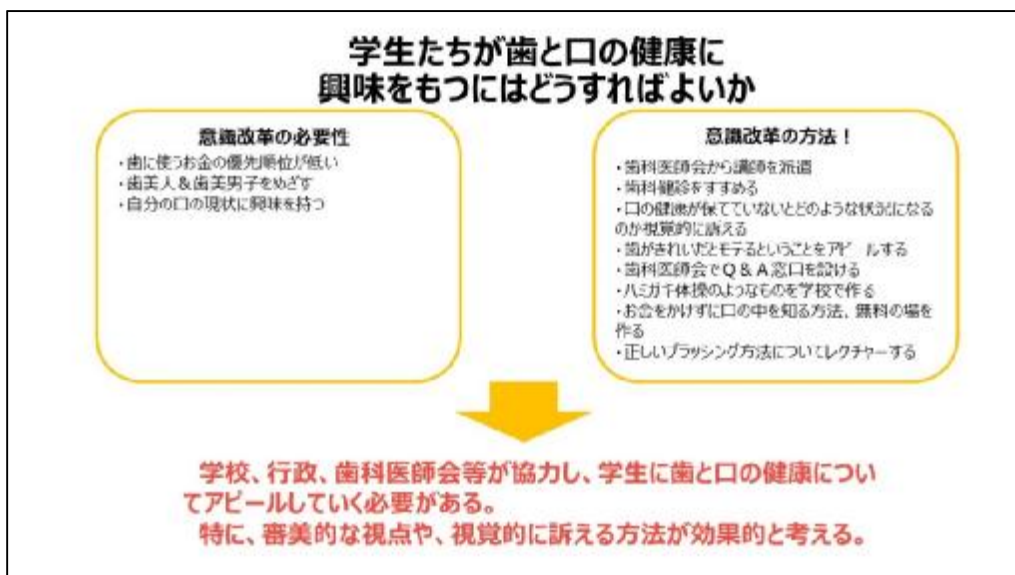 学生たちが歯と口の健康に
興味をもつにはどうすればよいか
意識改革の必要性
・歯に使うお金の優先順位が低い
・歯美人＆歯美男子をめざす
・自分の口の現状に興味を持つ
意識改革の方法！
・歯科医師会から講師を派遣
・歯科健診をすすめる
・口の健康が保てていないとどのような状況になる
のか視覚的に訴える
・歯がきれいだとモテるということをアピールする
・歯科医師会でＱ＆Ａ窓口を設ける
・ハミガキ体操のようなものを学校で作る
・お金をかけずに口の中を知る方法、無料の場を
作る
・正しいブラッシング方法についてレクチャーする
学校、行政、歯科医師会等が協力し、学生に歯と口の健康につい
てアピールしていく必要がある。
特に、審美的な視点や、視覚的に訴える方法が効果的と考える。